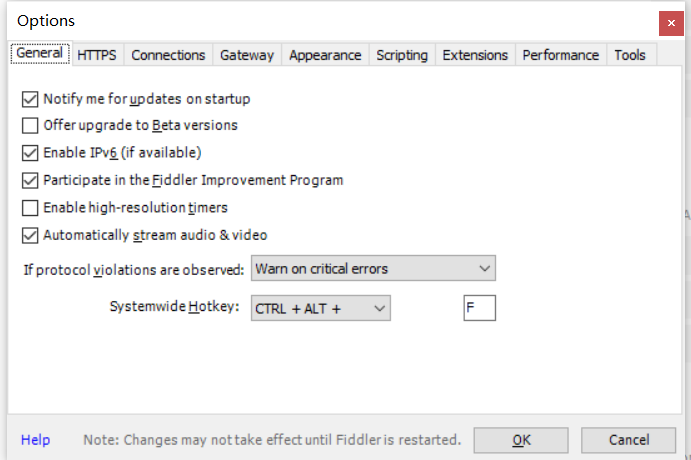 Options
General HTTPS Connections Gateway Appearance Scripting Extensions Performance Tools
Notify me for updates on startup
Offer upgrade to Beta versions
Enable IPv6 (if available)
Participate in the Fiddler Improvement Program
Enable high-resolution timers
Automatically stream audio & video
If protocol violations are observed: Warn on critical errors
Systemwide Hotkey: CTRL + ALT + F
Help Note: Changes may not take effect until Fiddler is restarted. OK Cancel